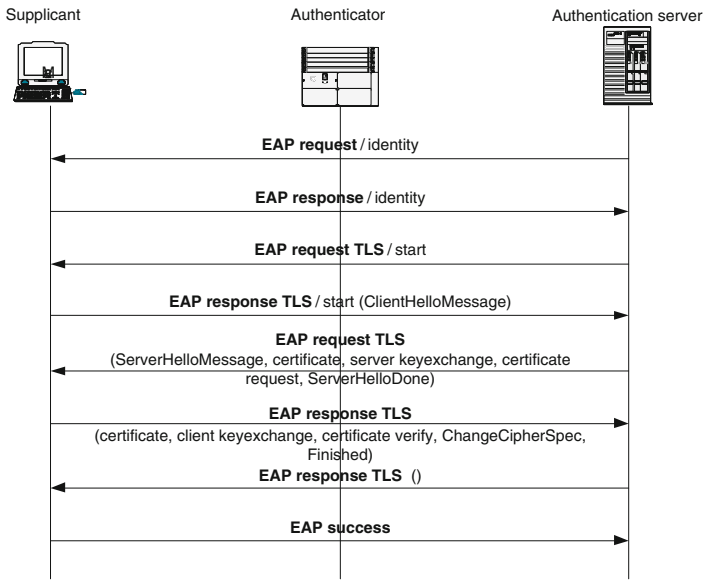 Supplicant
Authenticator
Authentication server
EAP request / identity
EAP response / identity
EAP request TLS / start
EAP response TLS / start (ClientHelloMessage)
EAP request TLS
(ServerHelloMessage, certificate, server keyexchange, certificate
request, ServerHelloDone)
EAP response TLS
(certificate, client keyexchange, certificate verify, ChangeCipherSpec,
Finished)
EAP response TLS ()
EAP success